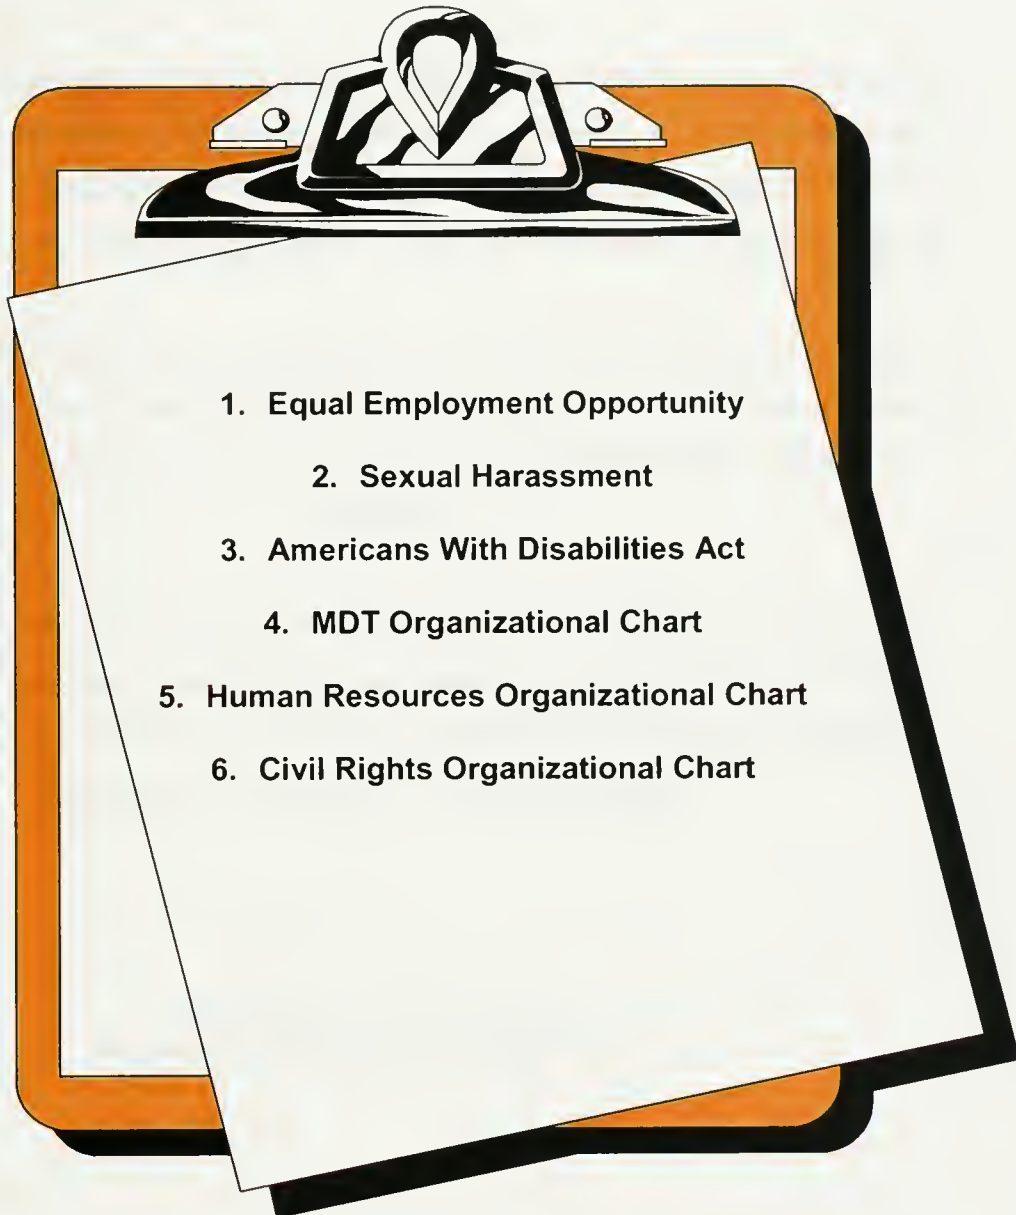 1. Equal Employment Opportunity
2. Sexual Harassment
3. Americans With Disabilities Act
4. MDT Organizational Chart
5. Human Resources Organizational Chart
6. Civil Rights Organizational Chart